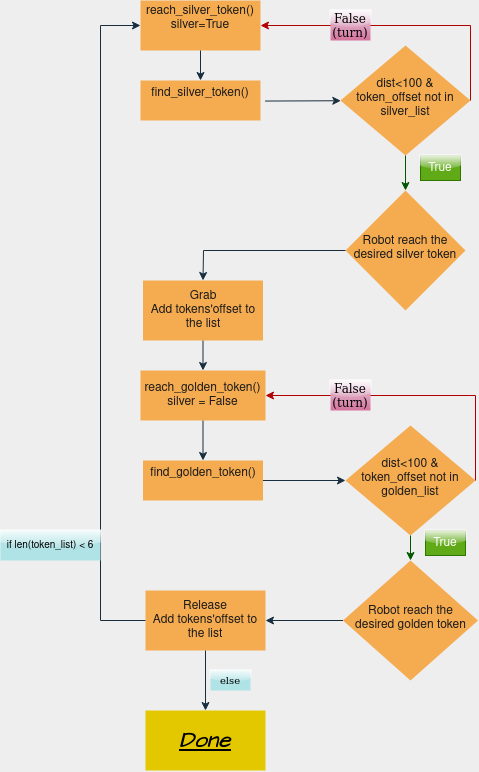 reach_silver_token()
silver=True
False
(turn)
find_silver_token()
dist<100 &
token_offset not in
silver_list
True
Robot reach the
desired silver token
Grab
Add tokens'offset to
the list
reach_golden_token()
silver = False
False
(turn)
find_golden_token()
dist<100 &
token_offset not in
golden_list
True
if len(token_list) < 6
Release
Add tokens'offset to
the list
Robot reach the
desired golden token
else
Done